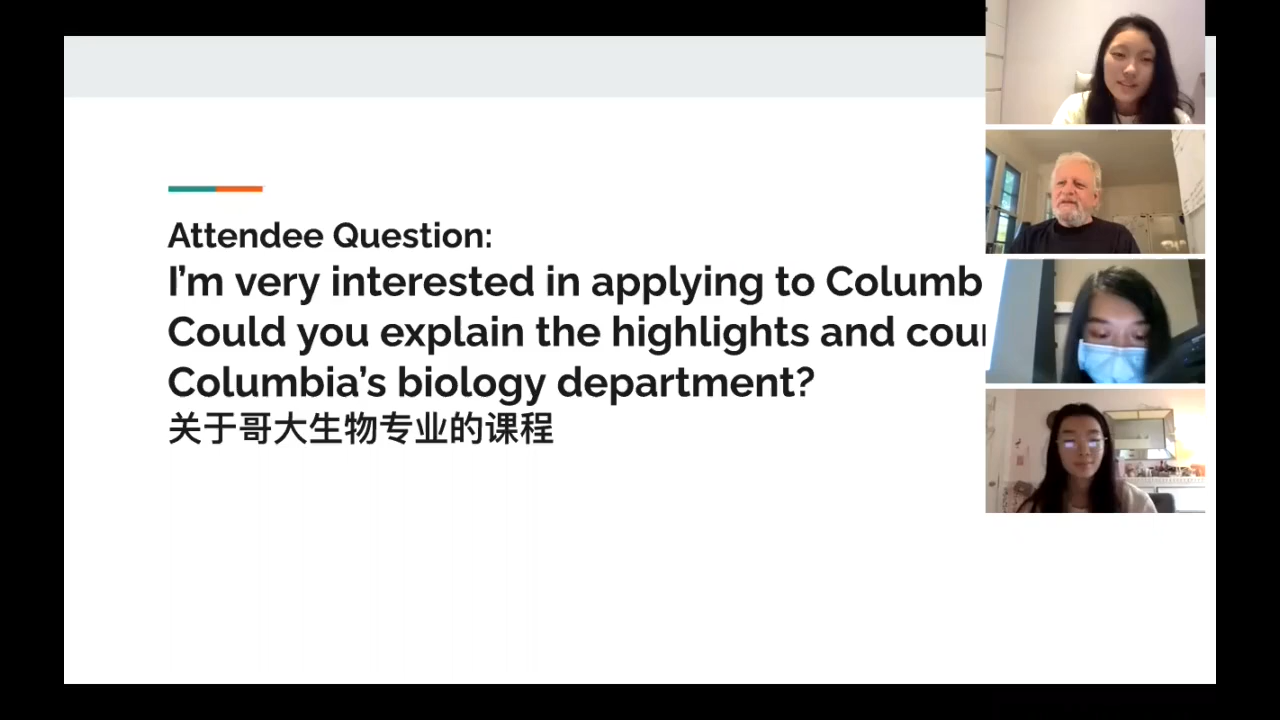 Attendee Question:
I'm very interested in applying to Columb
Could you explain the highlights and cour
Columbia's biology department?
关于哥大生物专业的课程